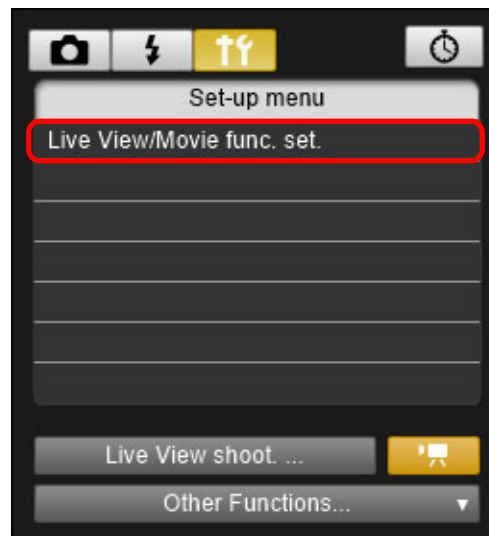 Set-up menu
Live View/Movie func. set.
Live View shoot. ...
Other Functions...